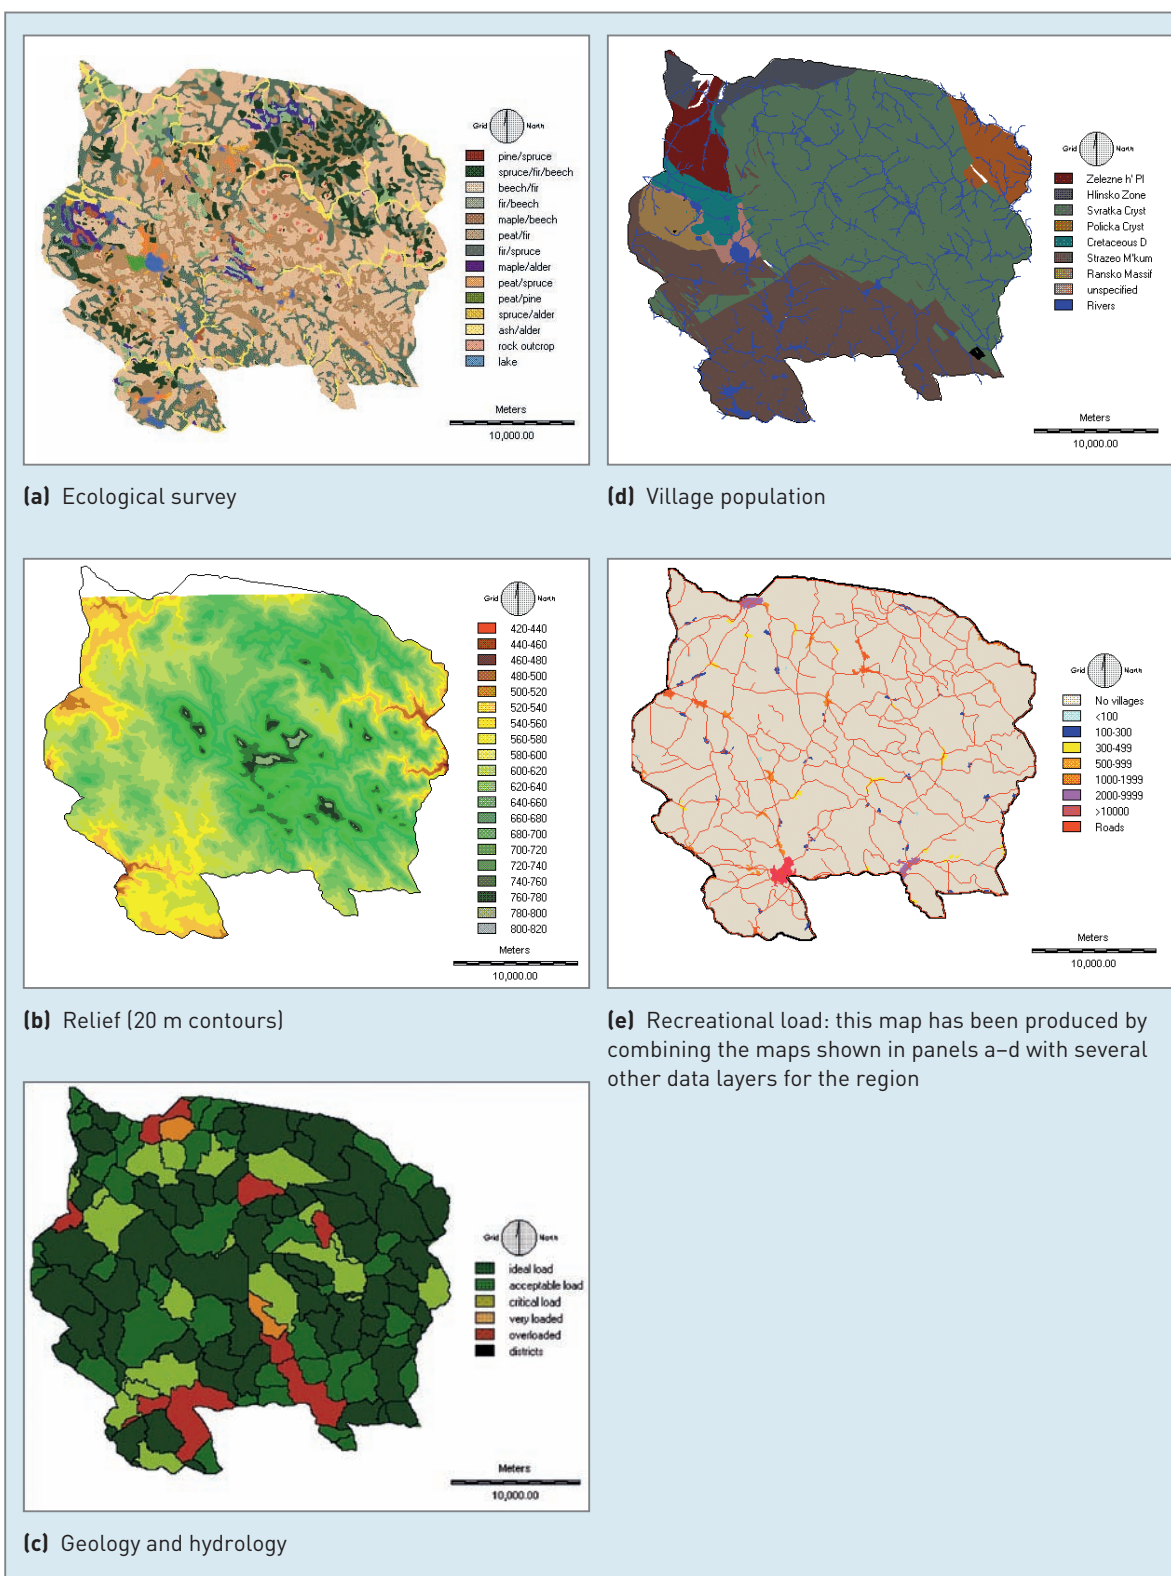 Grid North
pine/spruce
spruce/fir/beech
beech/fir
fir/beech
maple/beech
peat/fir
fir/spruce
maple/alder
peat/spruce
peat/pine
spruce/alder
ash/alder
rock outcrop
lake
Meters
10,000.00
(a) Ecological survey
Grid North
Zelezne h' Pl
Hlinsko Zone
Svratka Cryst
Policka Cryst
Cretaceous D
Strazeo M'kum
Ransko Massif
unspecified
Rivers
Meters
10,000.00
(d) Village population
Grid North
420-440
440-460
460-480
480-500
500-520
520-540
540-560
560-580
580-600
600-620
620-640
640-660
660-680
680-700
700-720
720-740
740-760
760-780
780-800
800-820
Meters
10,000.00
(b) Relief (20 m contours)
Grid North
No villages
<100
100-300
300-499
500-999
1000-1999
2000-9999
>10000
Roads
Meters
10,000.00
(e) Recreational load: this map has been produced by
combining the maps shown in panels a–d with several
other data layers for the region
Grid North
ideal load
acceptable load
critical load
very loaded
overloaded
districts
Meters
10,000.00
(c) Geology and hydrology